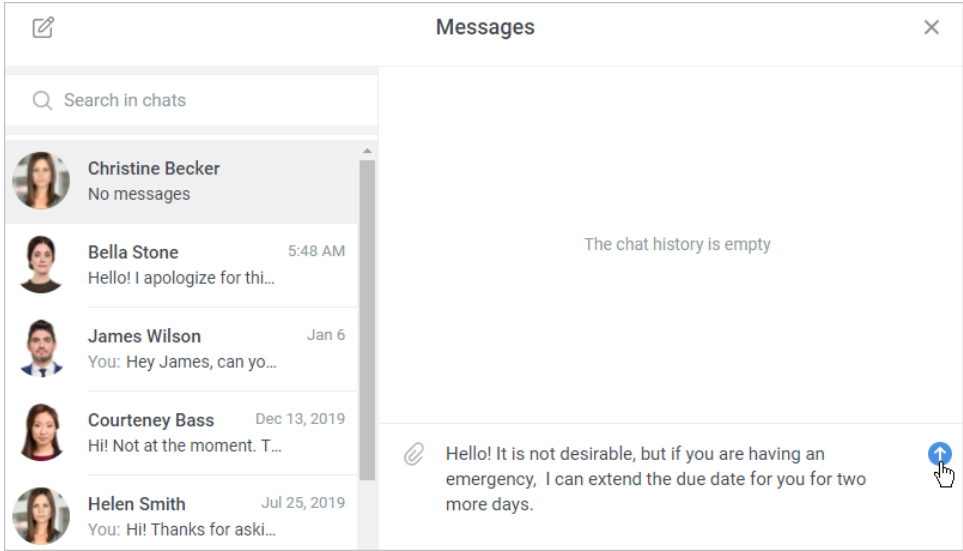 Messages
Search in chats
Christine Becker
No messages
Bella Stone 5:48 AM
Hello! I apologize for thi...
James Wilson Jan 6
You: Hey James, can yo...
Courteney Bass Dec 13, 2019
Hi! Not at the moment. T...
Helen Smith Jul 25, 2019
You: Hi! Thanks for aski...
The chat history is empty
Hello! It is not desirable, but if you are having an
emergency,  I can extend the due date for you for two
more days.